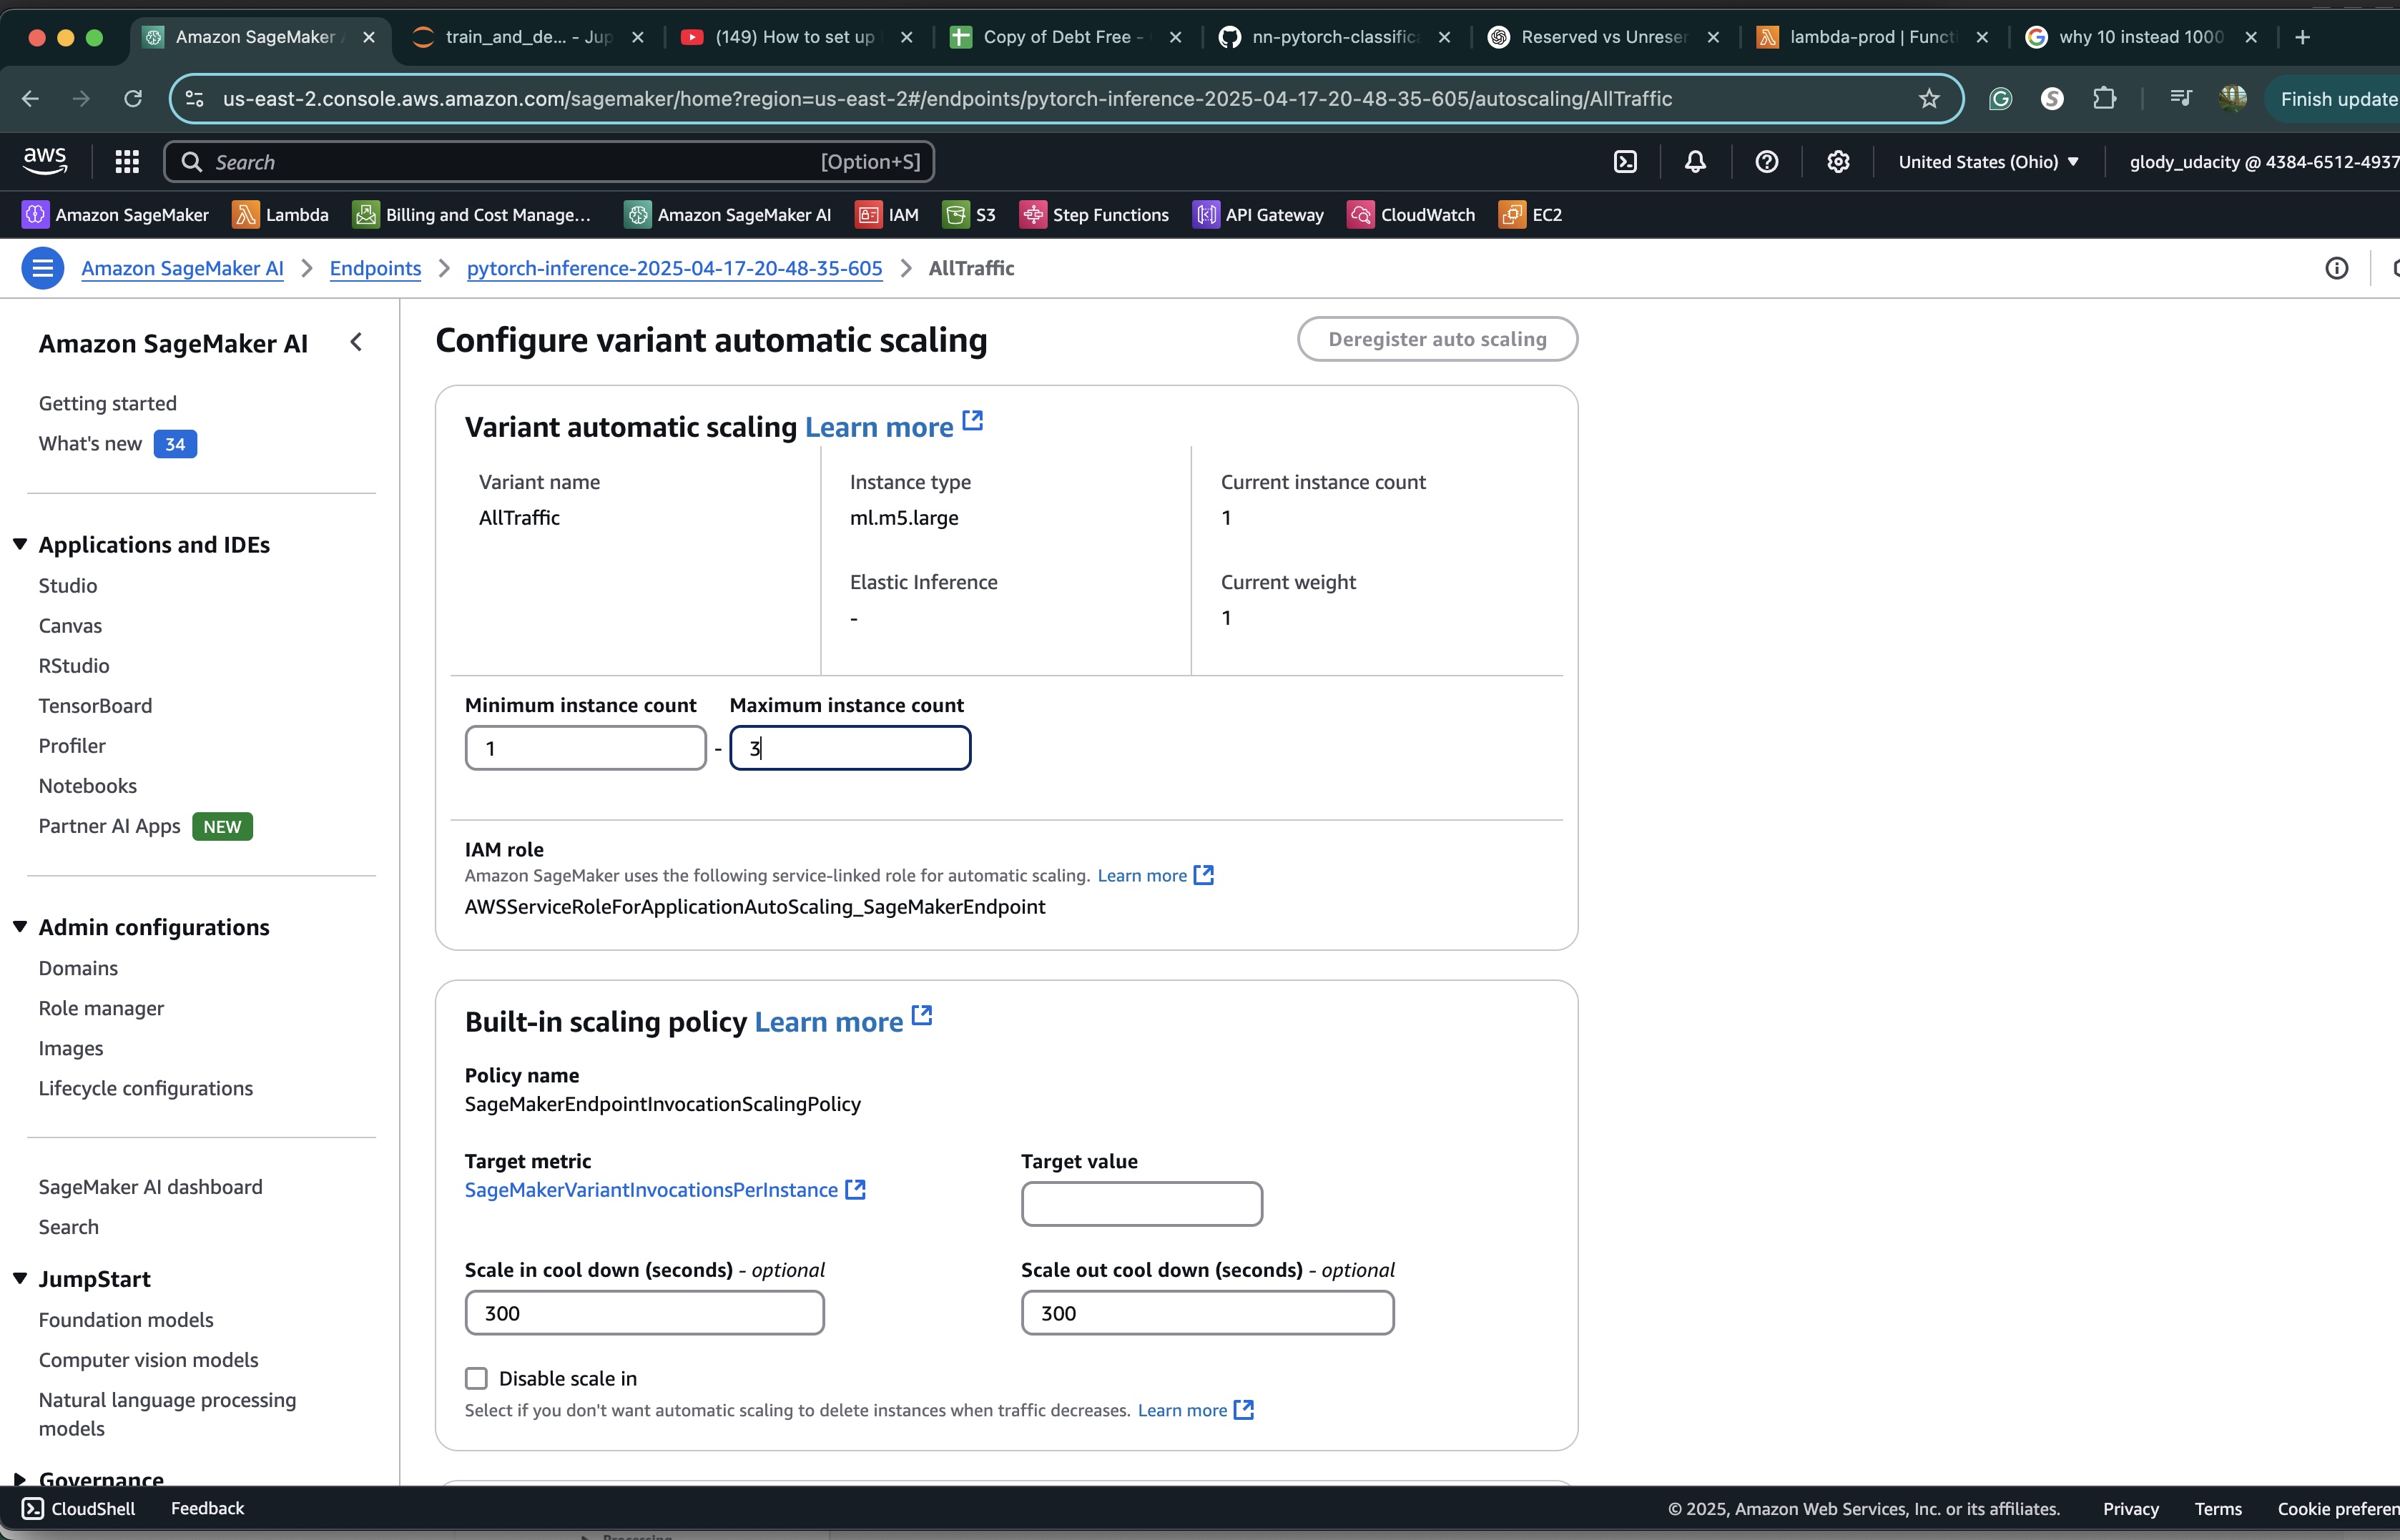 Amazon SageMaker
train_and_de... - Jup
(149) How to set up
Copy of Debt Free -
nn-pytorch-classific
Reserved vs Unreser
lambda-prod | Functi
why 10 instead 1000
us-east-2.console.aws.amazon.com/sagemaker/home?region=us-east-2#/endpoints/pytorch-inference-2025-04-17-20-48-35-605/autoscaling/AllTraffic
Finish update
aws
Search
[Option+S]
United States (Ohio)
glody_udacity @ 4384-6512-4937
Amazon SageMaker
Lambda
Billing and Cost Manage...
Amazon SageMaker AI
IAM
S3
Step Functions
API Gateway
CloudWatch
EC2
Amazon SageMaker AI > Endpoints > pytorch-inference-2025-04-17-20-48-35-605 > AllTraffic
Amazon SageMaker AI
Getting started
What's new 34
Applications and IDEs
Studio
Canvas
RStudio
TensorBoard
Profiler
Notebooks
Partner AI Apps NEW
Admin configurations
Domains
Role manager
Images
Lifecycle configurations
SageMaker AI dashboard
Search
JumpStart
Foundation models
Computer vision models
Natural language processing
models
Governance
Configure variant automatic scaling
Deregister auto scaling
Variant automatic scaling Learn more
Variant name
AllTraffic
Instance type
ml.m5.large
Elastic Inference
-
Current instance count
1
Current weight
1
Minimum instance count
1
-
Maximum instance count
3
IAM role
Amazon SageMaker uses the following service-linked role for automatic scaling. Learn more
AWSServiceRoleForApplicationAutoScaling_SageMakerEndpoint
Built-in scaling policy Learn more
Policy name
SageMakerEndpointInvocationScalingPolicy
Target metric
SageMakerVariantInvocationsPerInstance
Target value
Scale in cool down (seconds) - optional
300
Scale out cool down (seconds) - optional
300
Disable scale in
Select if you don't want automatic scaling to delete instances when traffic decreases. Learn more
CloudShell
Feedback
© 2025, Amazon Web Services, Inc. or its affiliates.
Privacy
Terms
Cookie preferen